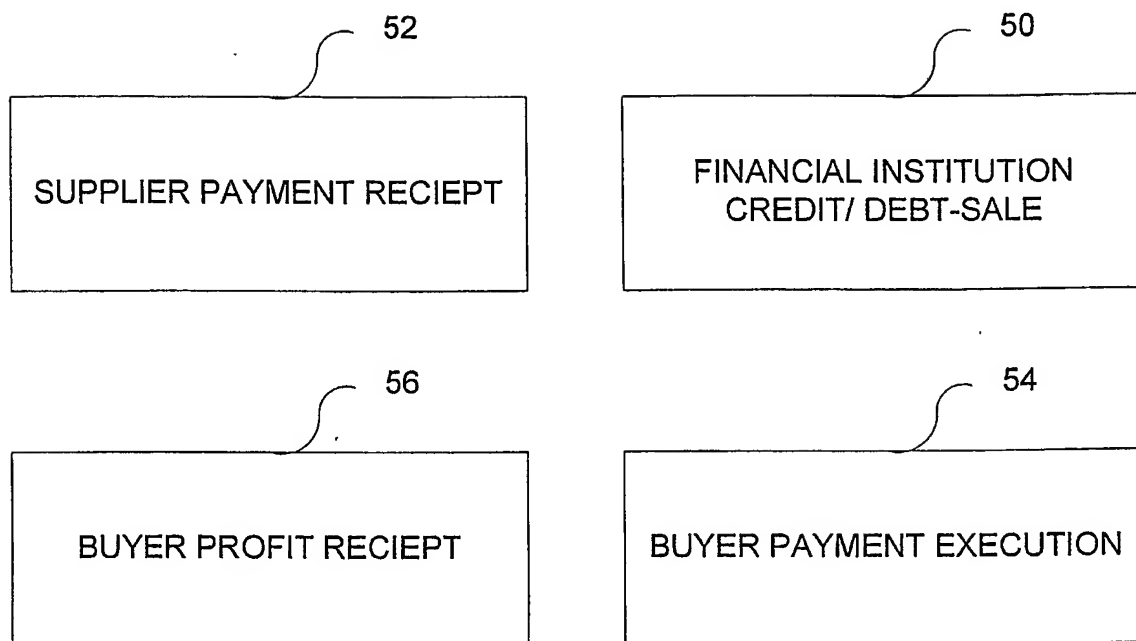 52
50
SUPPLIER PAYMENT RECIEPT
FINANCIAL INSTITUTION
CREDIT/ DEBT-SALE
56
54
BUYER PROFIT RECIEPT
BUYER PAYMENT EXECUTION